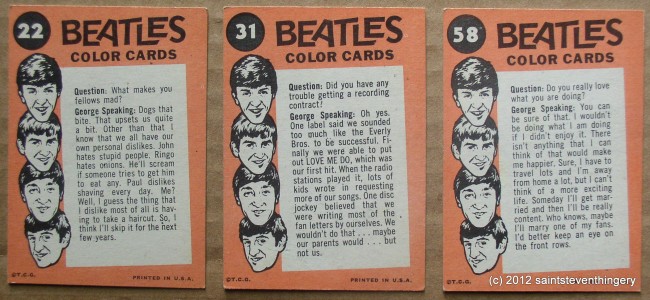 22
BEATLES
COLOR CARDS
Question: What makes you
fellows mad?
George Speaking: Dogs that
bite. That upsets us quite
a bit. Other than that I
know that we all have our
own personal dislikes. John
hates stupid people. Ringo
hates onions. He'll scream
if someone tries to get him
to eat any. Paul dislikes
shaving every day. Me?
Well, I guess the thing that
I dislike most of all is hav-
ing to take a haircut. So, I
think I'll skip it for the next
few years.
©T.C.G.
PRINTED IN U.S.A.
31
BEATLES
COLOR CARDS
Question: Did you have any
trouble getting a recording
contract?
George Speaking: Oh yes.
One label said we sounded
too much like the Everly
Bros. to be successful. Fi-
nally we were able to put
out LOVE ME DO, which was
our first hit. When the radio
stations played it, lots of
kids wrote in requesting
more of our songs. One disc
jockey believed that we
were writing most of the
fan letters by ourselves. We
wouldn't do that . . . maybe
our parents would . . . but
not us.
©T.C.G.
PRINTED IN U.S.A.
58
BEATLES
COLOR CARDS
Question: Do you really love
what you are doing?
George Speaking: You can
be sure of that. I wouldn't
be doing what I am doing
if I didn't enjoy it. There
isn't anything that I can
think of that would make
me happier. Sure, I have to
travel lots and I'm away
from home a lot, but I can't
think of a more exciting
life. Someday I'll get mar-
ried and then I'll be really
content. Who knows, maybe
I'll marry one of my fans.
I'd better keep an eye on
the front rows.
©T.C.G.
PRINTED IN U.S.A.
(c) 2012 saintsteventhingery